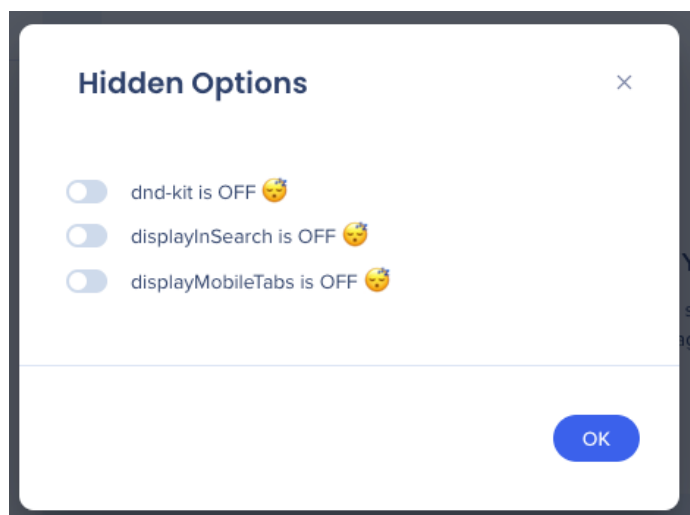 Hidden Options
dnd-kit is OFF 😴
displayInSearch is OFF 😴
displayMobileTabs is OFF 😴
OK